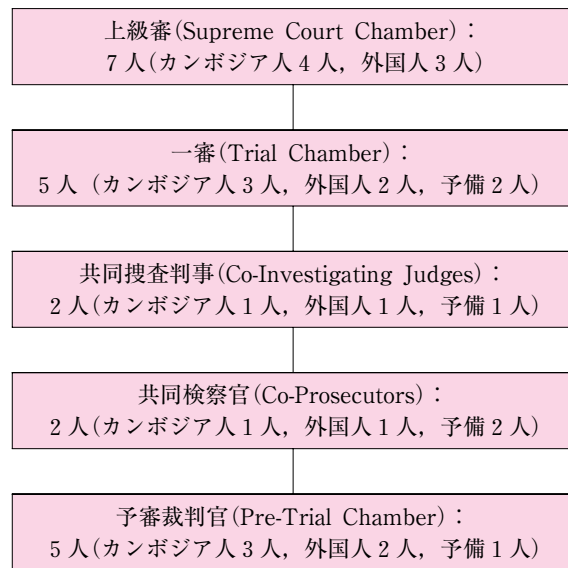 上級審(Supreme Court Chamber)：
7人(カンボジア人4人，外国人3人)
一審(Trial Chamber)：
5人 (カンボジア人3人，外国人2人，予備2人)
共同捜査判事(Co-Investigating Judges)：
2人(カンボジア人1人，外国人1人，予備1人)
共同検察官(Co-Prosecutors)：
2人(カンボジア人1人，外国人1人，予備2人)
予審裁判官(Pre-Trial Chamber)：
5人(カンボジア人3人，外国人2人，予備1人)